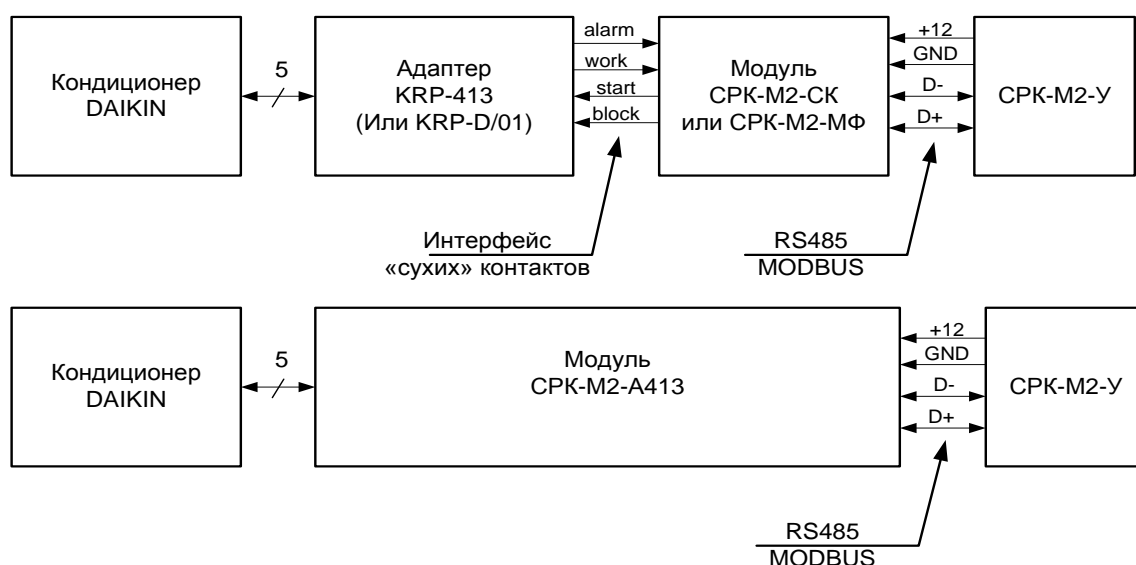 Кондиционер
DAIKIN
5
Адаптер
KRP-413
(Или KRP-D/01)
alarm
work
start
block
Модуль
СРК-М2-СК
или СРК-М2-МФ
+12
GND
D-
D+
СРК-М2-У
Интерфейс
«сухих» контактов
RS485
MODBUS
Кондиционер
DAIKIN
5
Модуль
СРК-М2-А413
+12
GND
D-
D+
СРК-М2-У
RS485
MODBUS